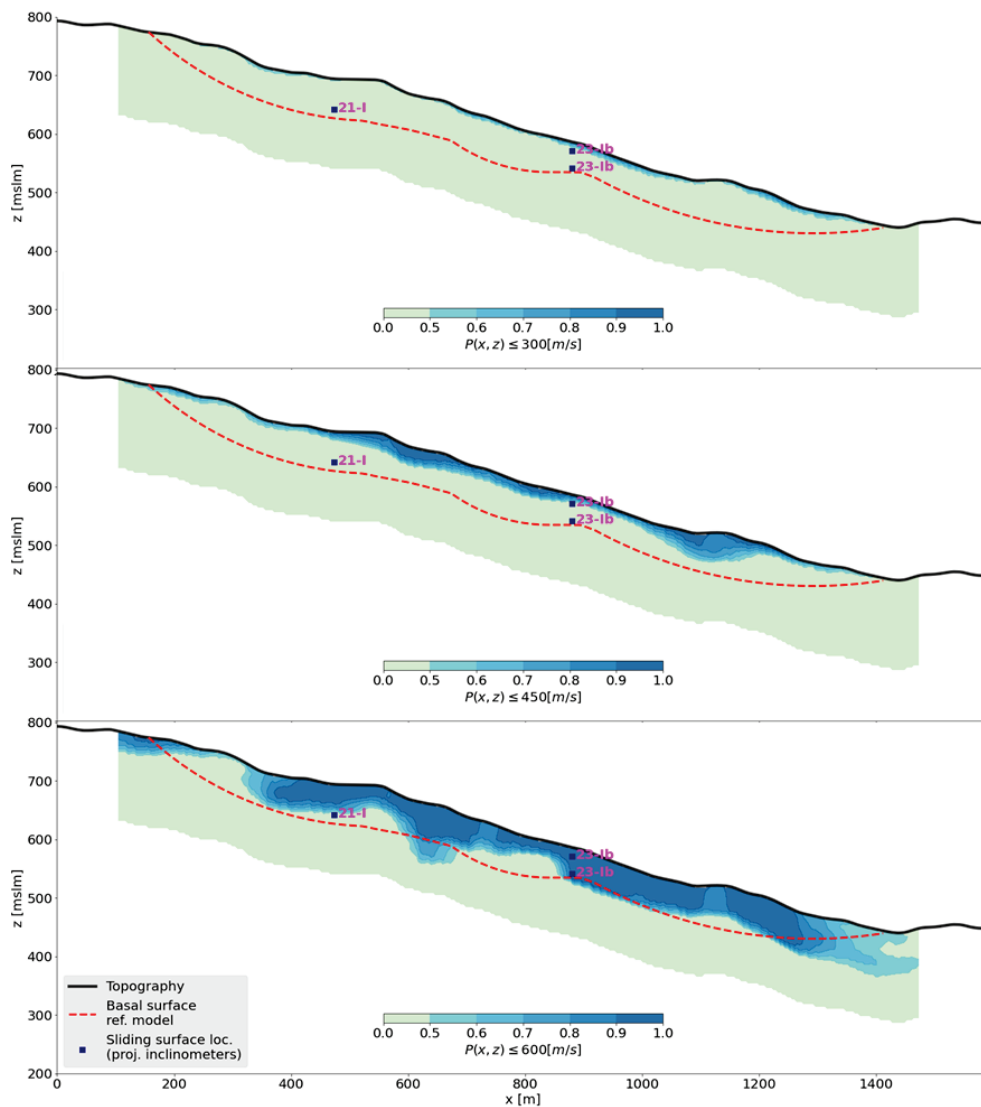 800
700
600
500
400
300
z [mslm]
21-I
23-Ib
23-Ib
0.0 0.5 0.6 0.7 0.8 0.9 1.0
P(x, z) ≤ 300[m/s]
800
700
600
500
400
300
z [mslm]
21-I
23-Ib
23-Ib
0.0 0.5 0.6 0.7 0.8 0.9 1.0
P(x, z) ≤ 450[m/s]
800
700
600
500
400
300
200
z [mslm]
21-I
23-Ib
23-Ib
Topography
Basal surface
ref. model
Sliding surface loc.
(proj. inclinometers)
0.0 0.5 0.6 0.7 0.8 0.9 1.0
P(x, z) ≤ 600[m/s]
0 200 400 600 800 1000 1200 1400
x [m]